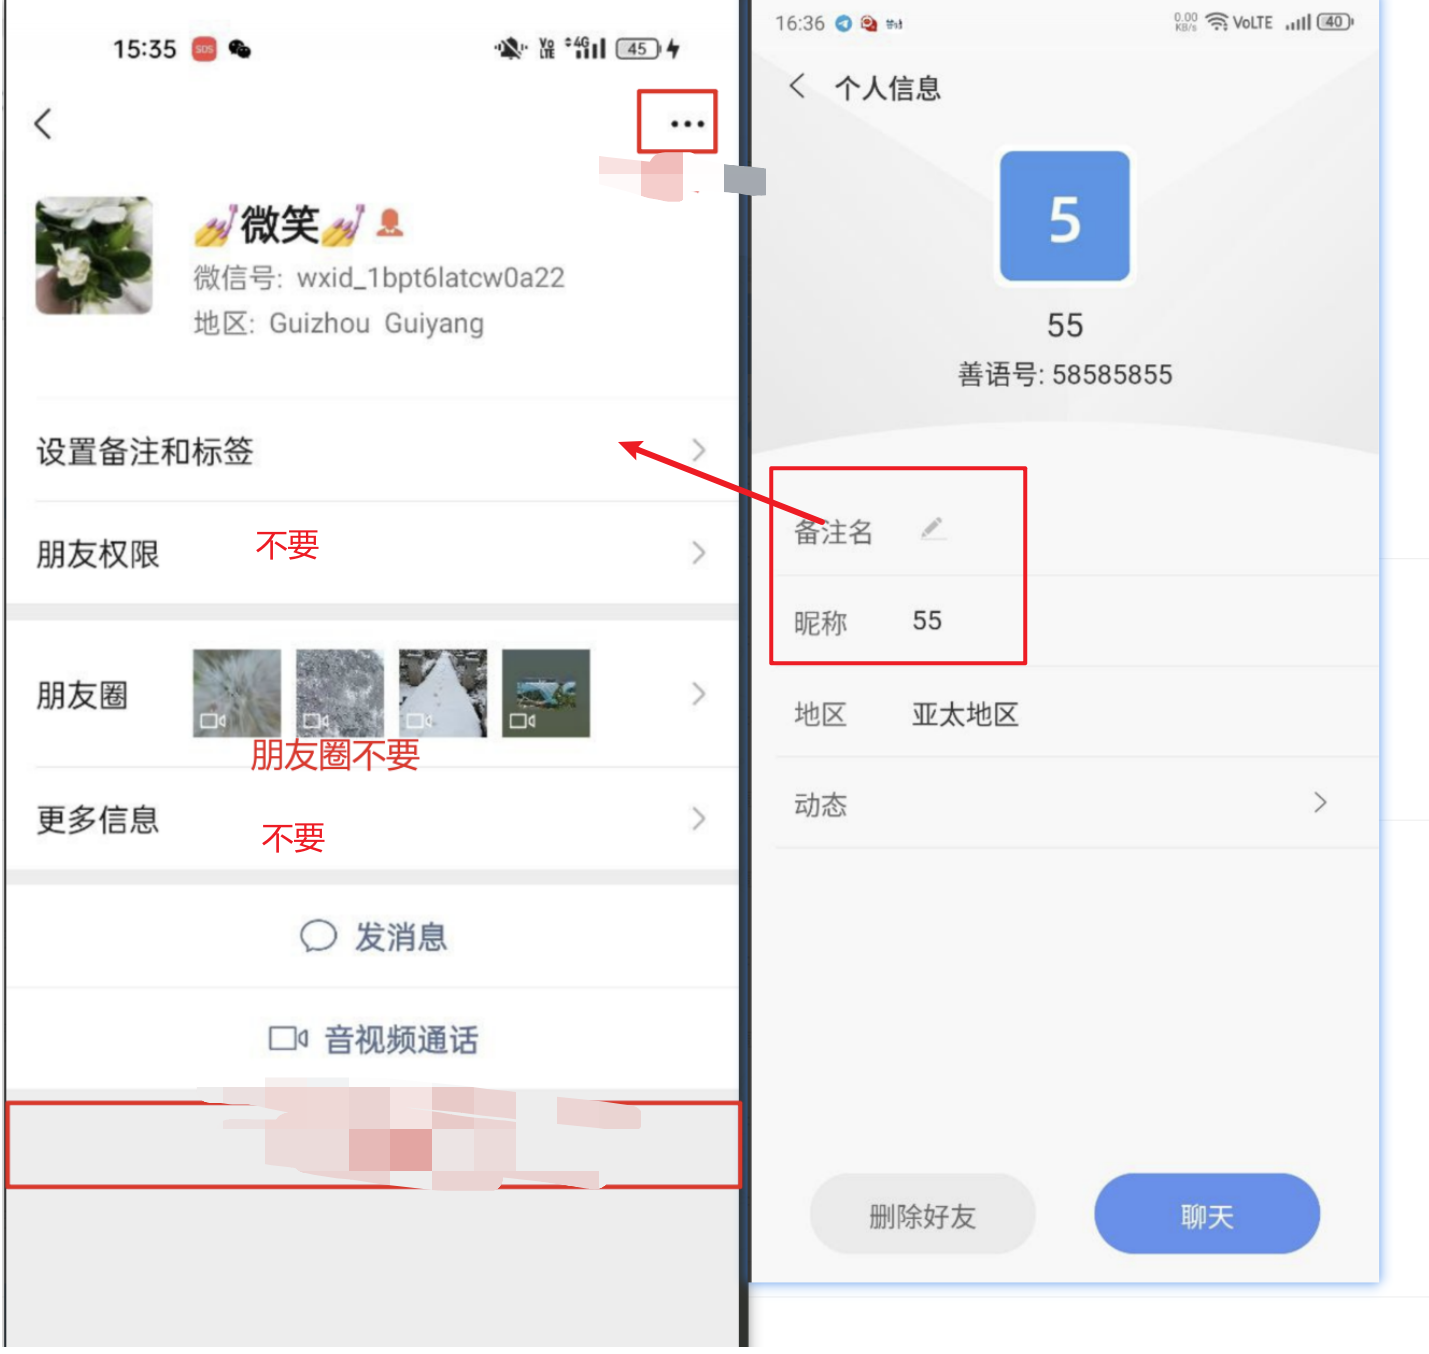 15:35
SOS
Vo LTE
4G
45
💅微笑💅
微信号: wxid_1bpt6latcw0a22
地区: Guizhou Guiyang
设置备注和标签
朋友权限
不要
朋友圈
朋友圈不要
更多信息
不要
发消息
音视频通话
16:36
0.00 KB/s
VoLTE
40
个人信息
5
55
善语号: 58585855
备注名
昵称 55
地区 亚太地区
动态
删除好友
聊天